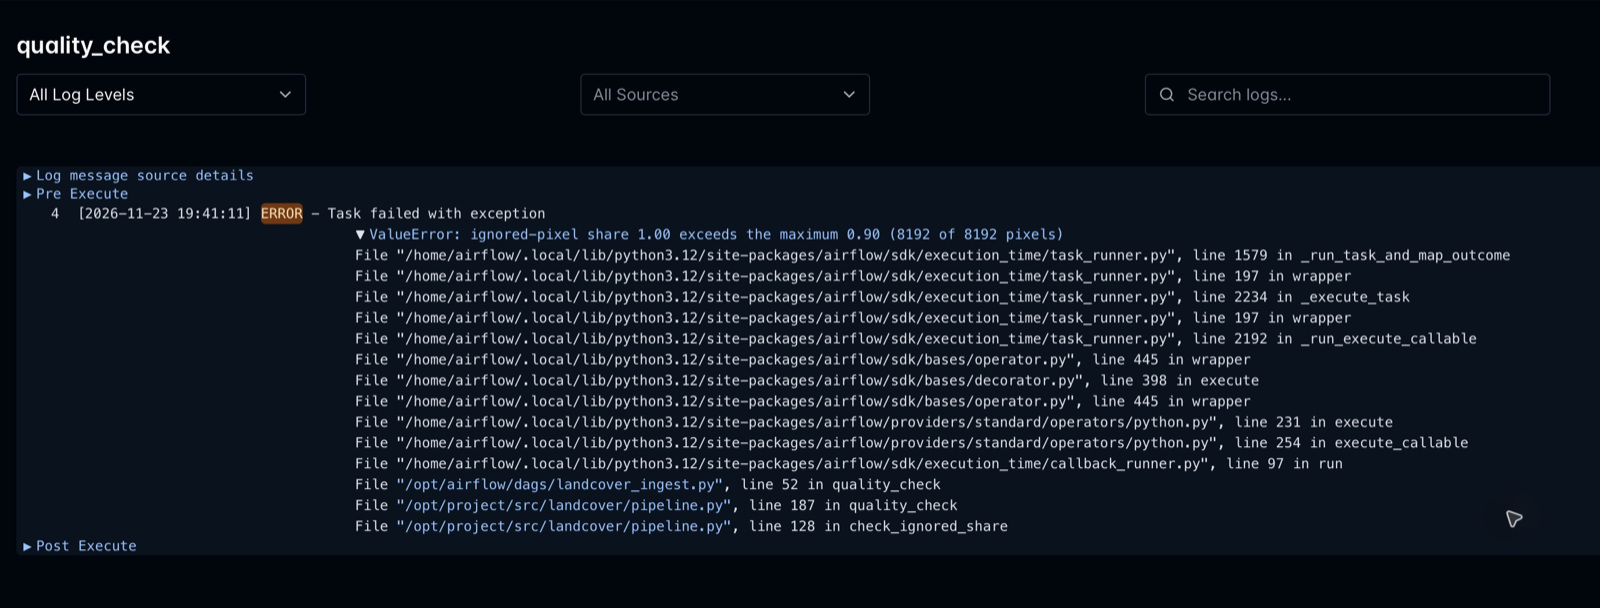 quality_check
All Log Levels
All Sources
Search logs...
▶ Log message source details
▶ Pre Execute
4 [2026-11-23 19:41:11] ERROR – Task failed with exception
▼ ValueError: ignored-pixel share 1.00 exceeds the maximum 0.90 (8192 of 8192 pixels)
File "/home/airflow/.local/lib/python3.12/site-packages/airflow/sdk/execution_time/task_runner.py", line 1579 in _run_task_and_map_outcome
File "/home/airflow/.local/lib/python3.12/site-packages/airflow/sdk/execution_time/task_runner.py", line 197 in wrapper
File "/home/airflow/.local/lib/python3.12/site-packages/airflow/sdk/execution_time/task_runner.py", line 2234 in _execute_task
File "/home/airflow/.local/lib/python3.12/site-packages/airflow/sdk/execution_time/task_runner.py", line 197 in wrapper
File "/home/airflow/.local/lib/python3.12/site-packages/airflow/sdk/execution_time/task_runner.py", line 2192 in _run_execute_callable
File "/home/airflow/.local/lib/python3.12/site-packages/airflow/sdk/bases/operator.py", line 445 in wrapper
File "/home/airflow/.local/lib/python3.12/site-packages/airflow/sdk/bases/decorator.py", line 398 in execute
File "/home/airflow/.local/lib/python3.12/site-packages/airflow/sdk/bases/operator.py", line 445 in wrapper
File "/home/airflow/.local/lib/python3.12/site-packages/airflow/providers/standard/operators/python.py", line 231 in execute
File "/home/airflow/.local/lib/python3.12/site-packages/airflow/providers/standard/operators/python.py", line 254 in execute_callable
File "/home/airflow/.local/lib/python3.12/site-packages/airflow/sdk/execution_time/callback_runner.py", line 97 in run
File "/opt/airflow/dags/landcover_ingest.py", line 52 in quality_check
File "/opt/project/src/landcover/pipeline.py", line 187 in quality_check
File "/opt/project/src/landcover/pipeline.py", line 128 in check_ignored_share
▶ Post Execute